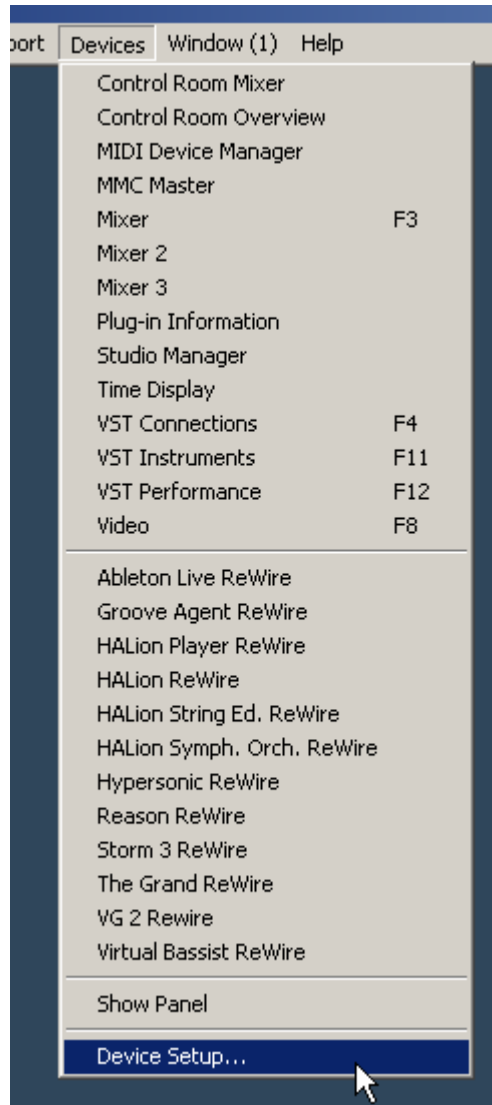 port Devices Window (1) Help
Control Room Mixer
Control Room Overview
MIDI Device Manager
MMC Master
Mixer F3
Mixer 2
Mixer 3
Plug-in Information
Studio Manager
Time Display
VST Connections F4
VST Instruments F11
VST Performance F12
Video F8
Ableton Live ReWire
Groove Agent ReWire
HALion Player ReWire
HALion ReWire
HALion String Ed. ReWire
HALion Symph. Orch. ReWire
Hypersonic ReWire
Reason ReWire
Storm 3 ReWire
The Grand ReWire
VG 2 Rewire
Virtual Bassist ReWire
Show Panel
Device Setup...